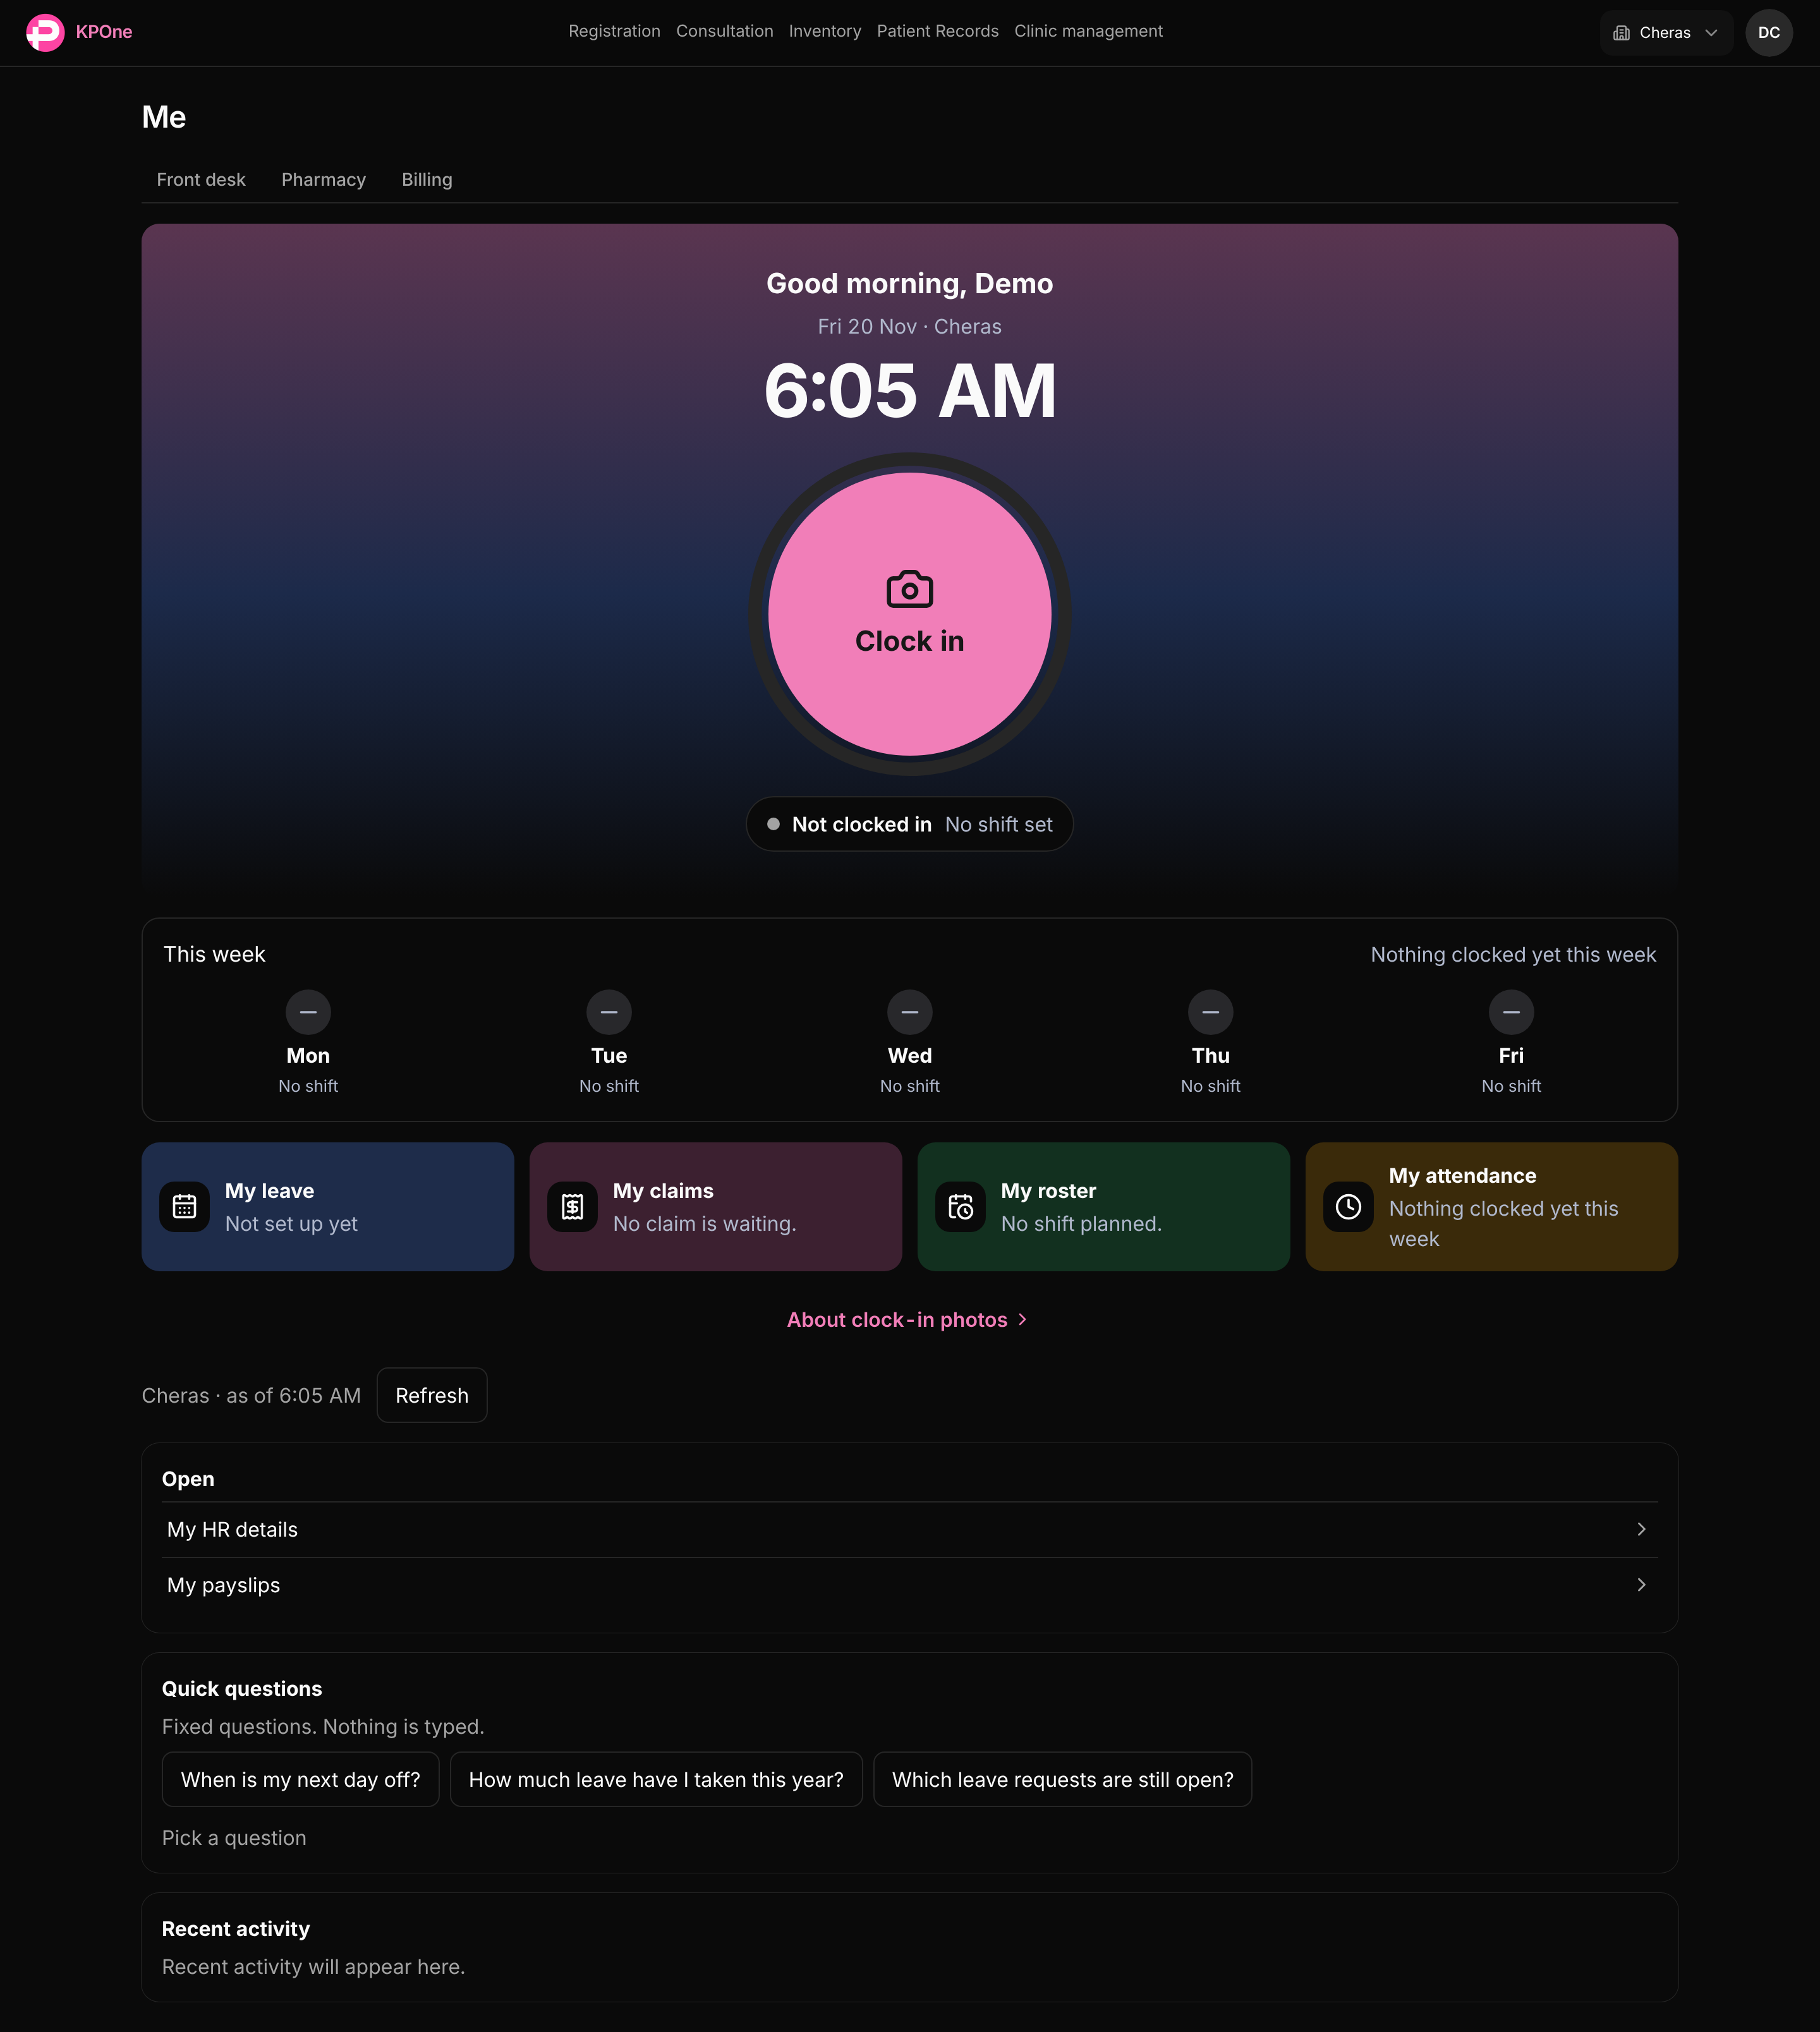 KPOne
Registration Consultation Inventory Patient Records Clinic management
Cheras
DC
Me
Front desk Pharmacy Billing
Good morning, Demo
Fri 20 Nov · Cheras
6:05 AM
Clock in
Not clocked in No shift set
This week
Nothing clocked yet this week
Mon Tue Wed Thu Fri
No shift No shift No shift No shift No shift
My leave
Not set up yet
My claims
No claim is waiting.
My roster
No shift planned.
My attendance
Nothing clocked yet this
week
About clock-in photos
Cheras · as of 6:05 AM Refresh
Open
My HR details
My payslips
Quick questions
Fixed questions. Nothing is typed.
When is my next day off? How much leave have I taken this year? Which leave requests are still open?
Pick a question
Recent activity
Recent activity will appear here.